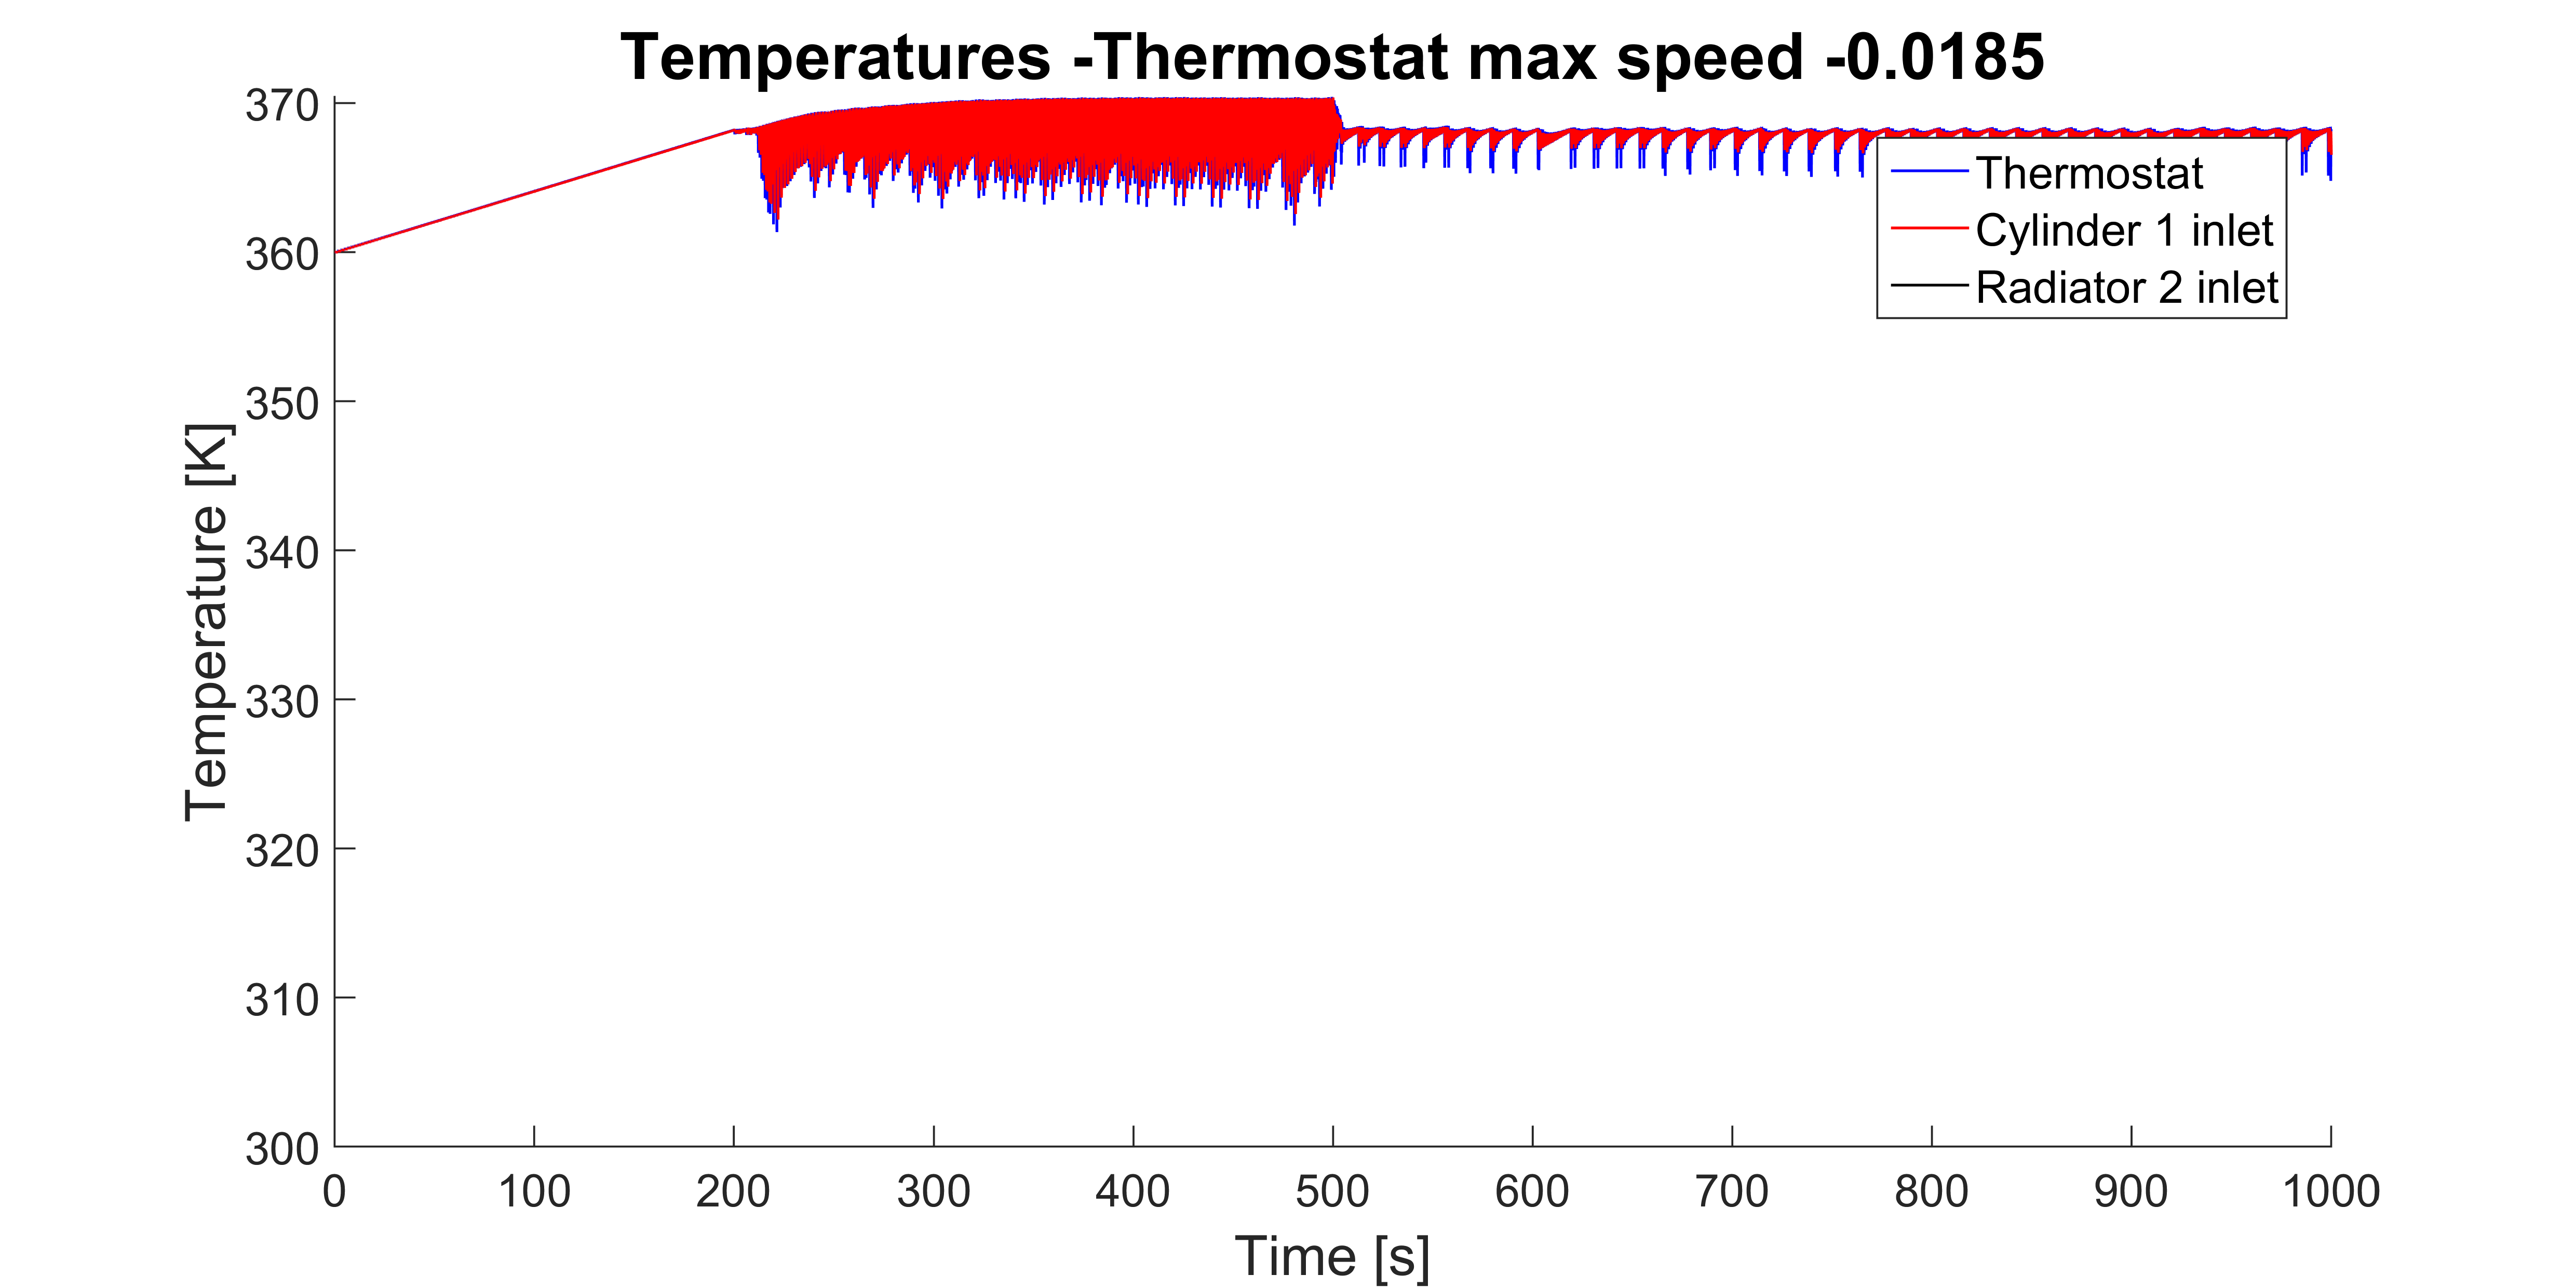 Temperatures -Thermostat max speed -0.0185
370
360
350
340
330
320
310
300
Temperature [K]
Thermostat
Cylinder 1 inlet
Radiator 2 inlet
0 100 200 300 400 500 600 700 800 900 1000
Time [s]